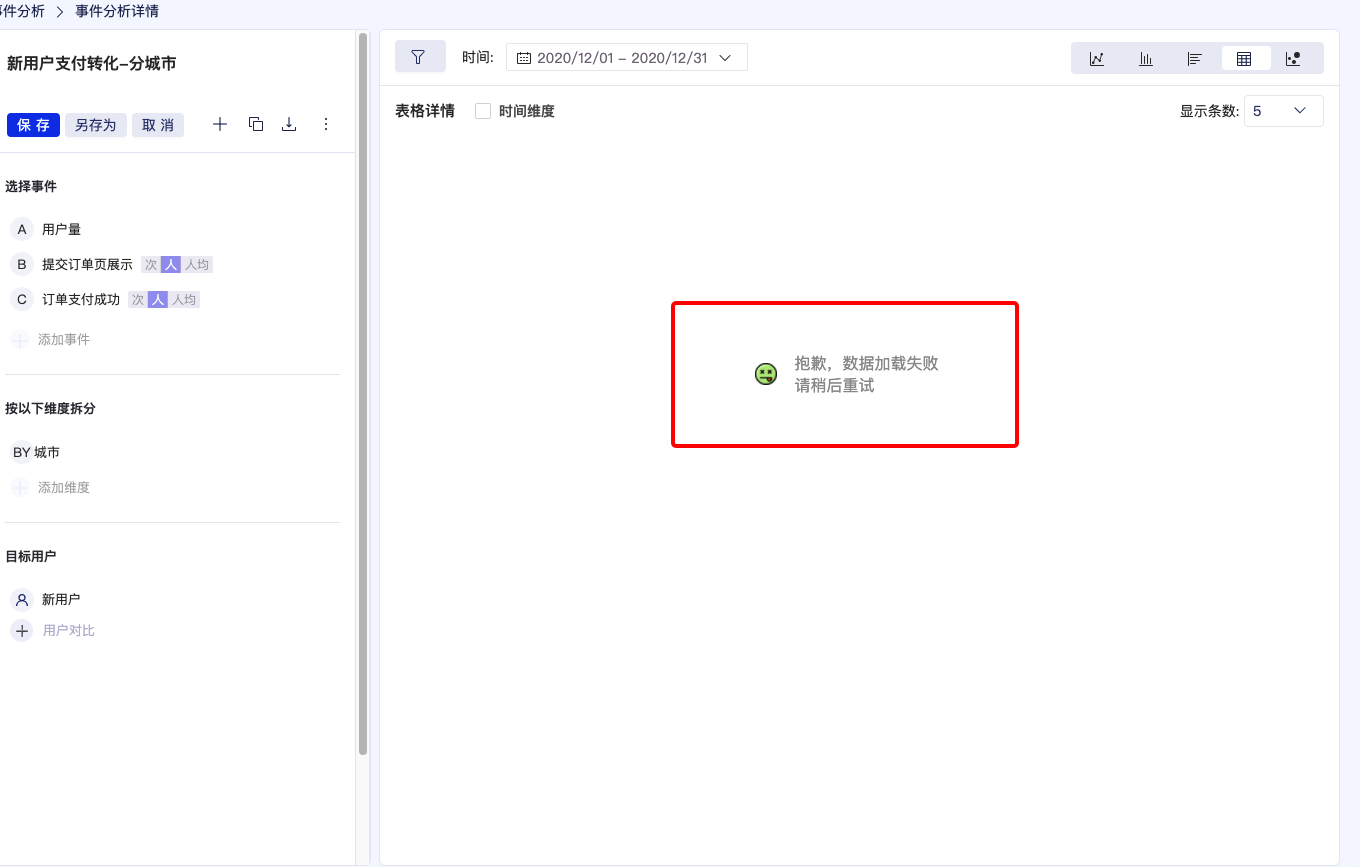 事件分析 > 事件分析详情
新用户支付转化-分城市
保 存 另存为 取 消
选择事件
A 用户量
B 提交订单页展示 次 人 人均
C 订单支付成功 次 人 人均
添加事件
按以下维度拆分
BY 城市
添加维度
目标用户
新用户
用户对比
时间: 2020/12/01 - 2020/12/31
表格详情 时间维度 显示条数: 5
抱歉，数据加载失败
请稍后重试